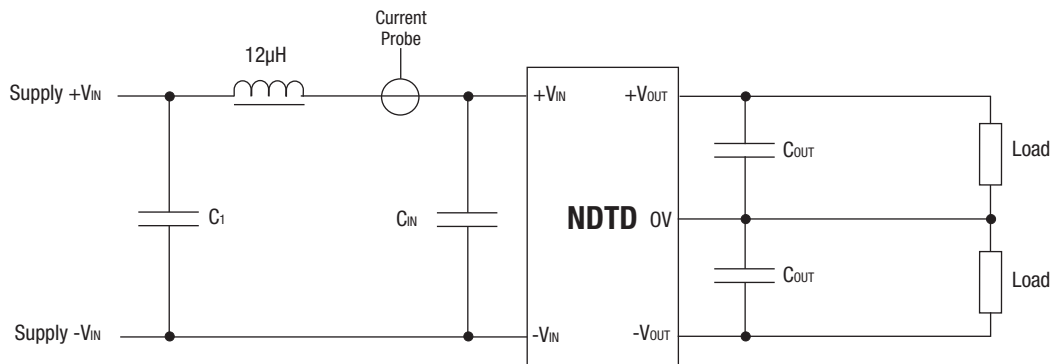 Current
Probe
12µH
Supply +VIN
+VIN
+VOUT
COUT
Load
C1
CIN
NDTD
0V
COUT
Load
Supply -VIN
-VIN
-VOUT